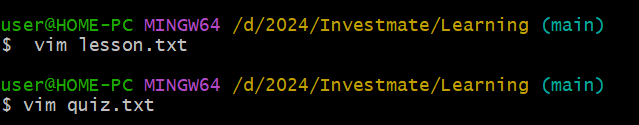 user@HOME-PC MINGW64 /d/2024/Investmate/Learning (main)
$  vim lesson.txt
user@HOME-PC MINGW64 /d/2024/Investmate/Learning (main)
$ vim quiz.txt